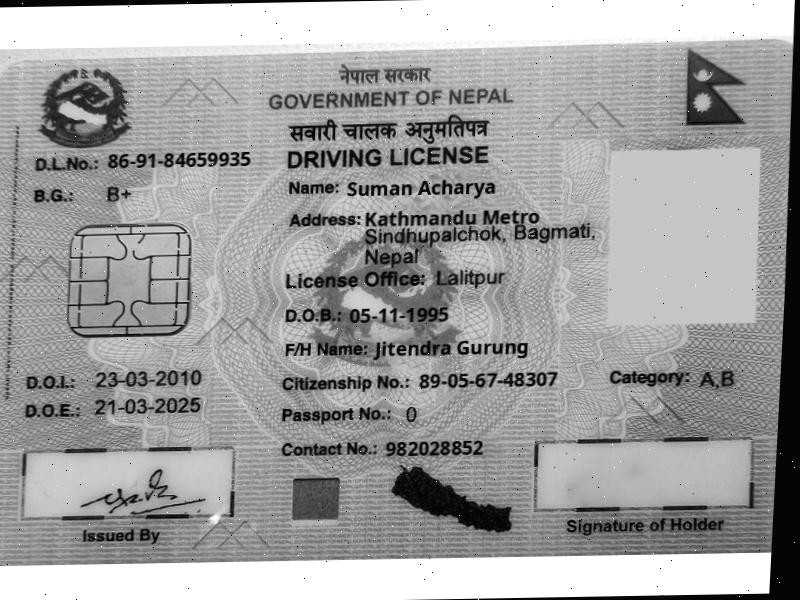 नेपाल सरकार
GOVERNMENT OF NEPAL
सवारी चालक अनुमतिपत्र
DRIVING LICENSE
D.L.No.: 86-91-84659935
B.G.: B+
Name: Suman Acharya
Address: Kathmandu Metro
Sindhupalchok, Bagmati,
Nepal
License Office: Lalitpur
D.O.B.: 05-11-1995
F/H Name: Jitendra Gurung
D.O.I.: 23-03-2010
Citizenship No.: 89-05-67-48307
Category: A,B
D.O.E.: 21-03-2025
Passport No.: 0
Contact No.: 982028852
Issued By
Signature of Holder